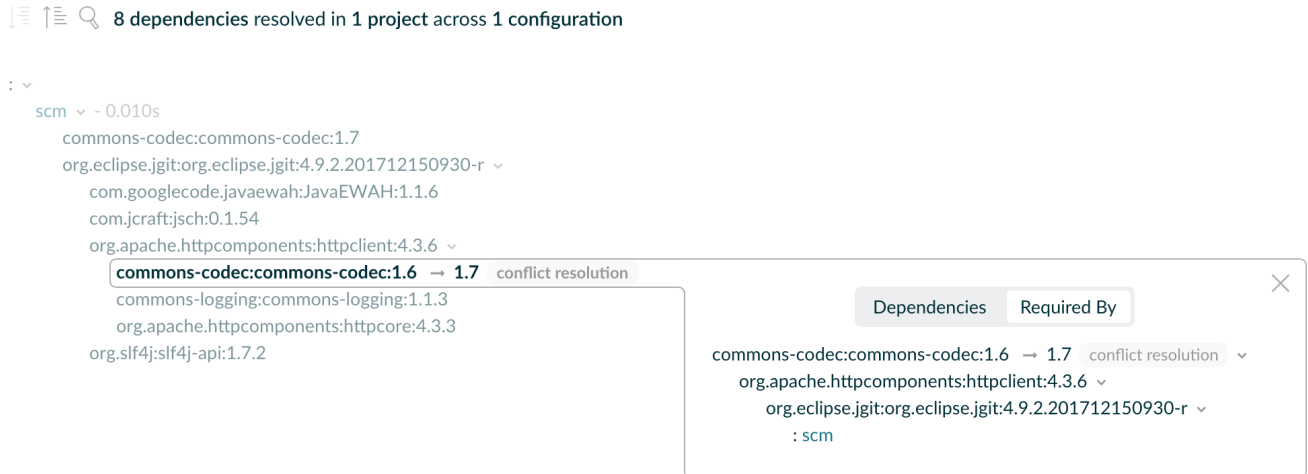 8 dependencies resolved in 1 project across 1 configuration
:
scm - 0.010s
commons-codec:commons-codec:1.7
org.eclipse.jgit:org.eclipse.jgit:4.9.2.201712150930-r
com.googlecode.javaewah:JavaEWAH:1.1.6
com.jcraft:jsch:0.1.54
org.apache.httpcomponents:httpclient:4.3.6
commons-codec:commons-codec:1.6 → 1.7 conflict resolution
commons-logging:commons-logging:1.1.3
org.apache.httpcomponents:httpcore:4.3.3
org.slf4j:slf4j-api:1.7.2
Dependencies Required By
commons-codec:commons-codec:1.6 → 1.7 conflict resolution
org.apache.httpcomponents:httpclient:4.3.6
org.eclipse.jgit:org.eclipse.jgit:4.9.2.201712150930-r
: scm